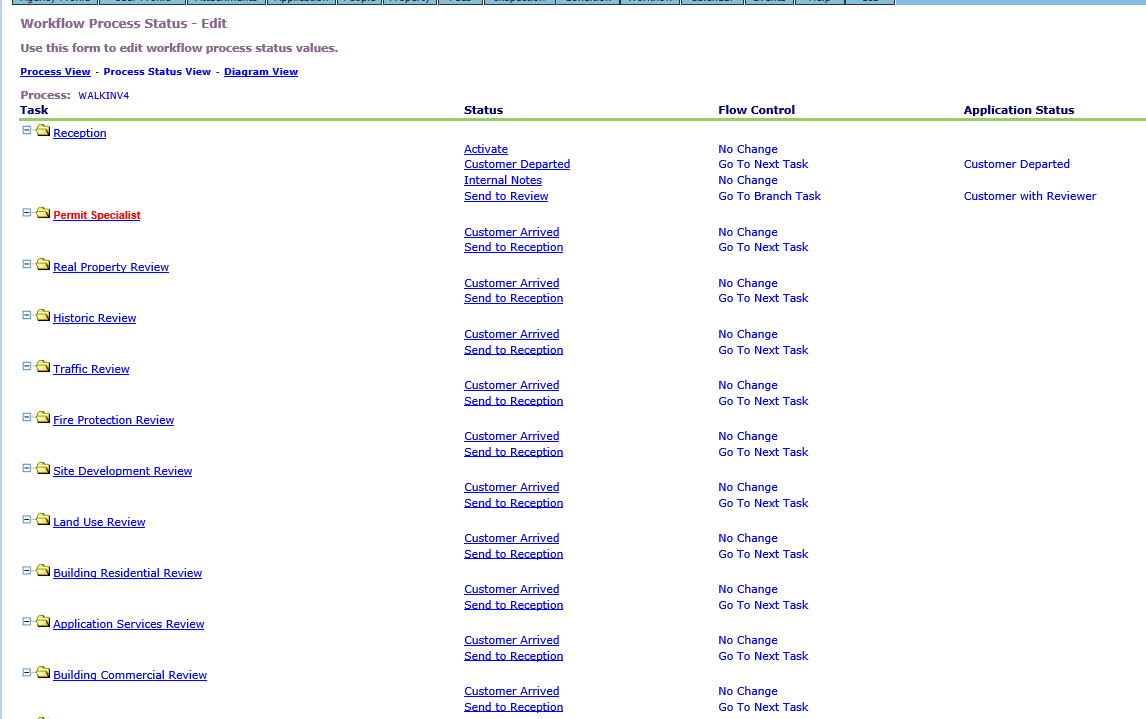 Workflow Process Status - Edit
Use this form to edit workflow process status values.
Process View - Process Status View - Diagram View
Process: WALKINV4
Task Status Flow Control Application Status
Reception
Activate No Change
Customer Departed Go To Next Task Customer Departed
Internal Notes No Change
Send to Review Go To Branch Task Customer with Reviewer
Permit Specialist
Customer Arrived No Change
Send to Reception Go To Next Task
Real Property Review
Customer Arrived No Change
Send to Reception Go To Next Task
Historic Review
Customer Arrived No Change
Send to Reception Go To Next Task
Traffic Review
Customer Arrived No Change
Send to Reception Go To Next Task
Fire Protection Review
Customer Arrived No Change
Send to Reception Go To Next Task
Site Development Review
Customer Arrived No Change
Send to Reception Go To Next Task
Land Use Review
Customer Arrived No Change
Send to Reception Go To Next Task
Building Residential Review
Customer Arrived No Change
Send to Reception Go To Next Task
Application Services Review
Customer Arrived No Change
Send to Reception Go To Next Task
Building Commercial Review
Customer Arrived No Change
Send to Reception Go To Next Task